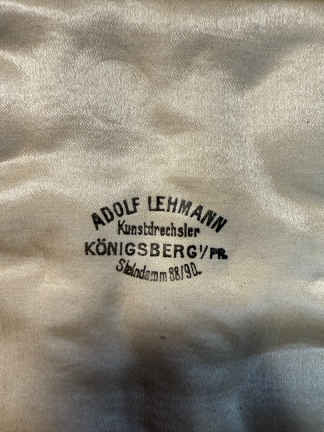 ADOLF LEHMANN
Kunstdrechsler
KÖNIGSBERG i/PR.
Steindamm 88/90.